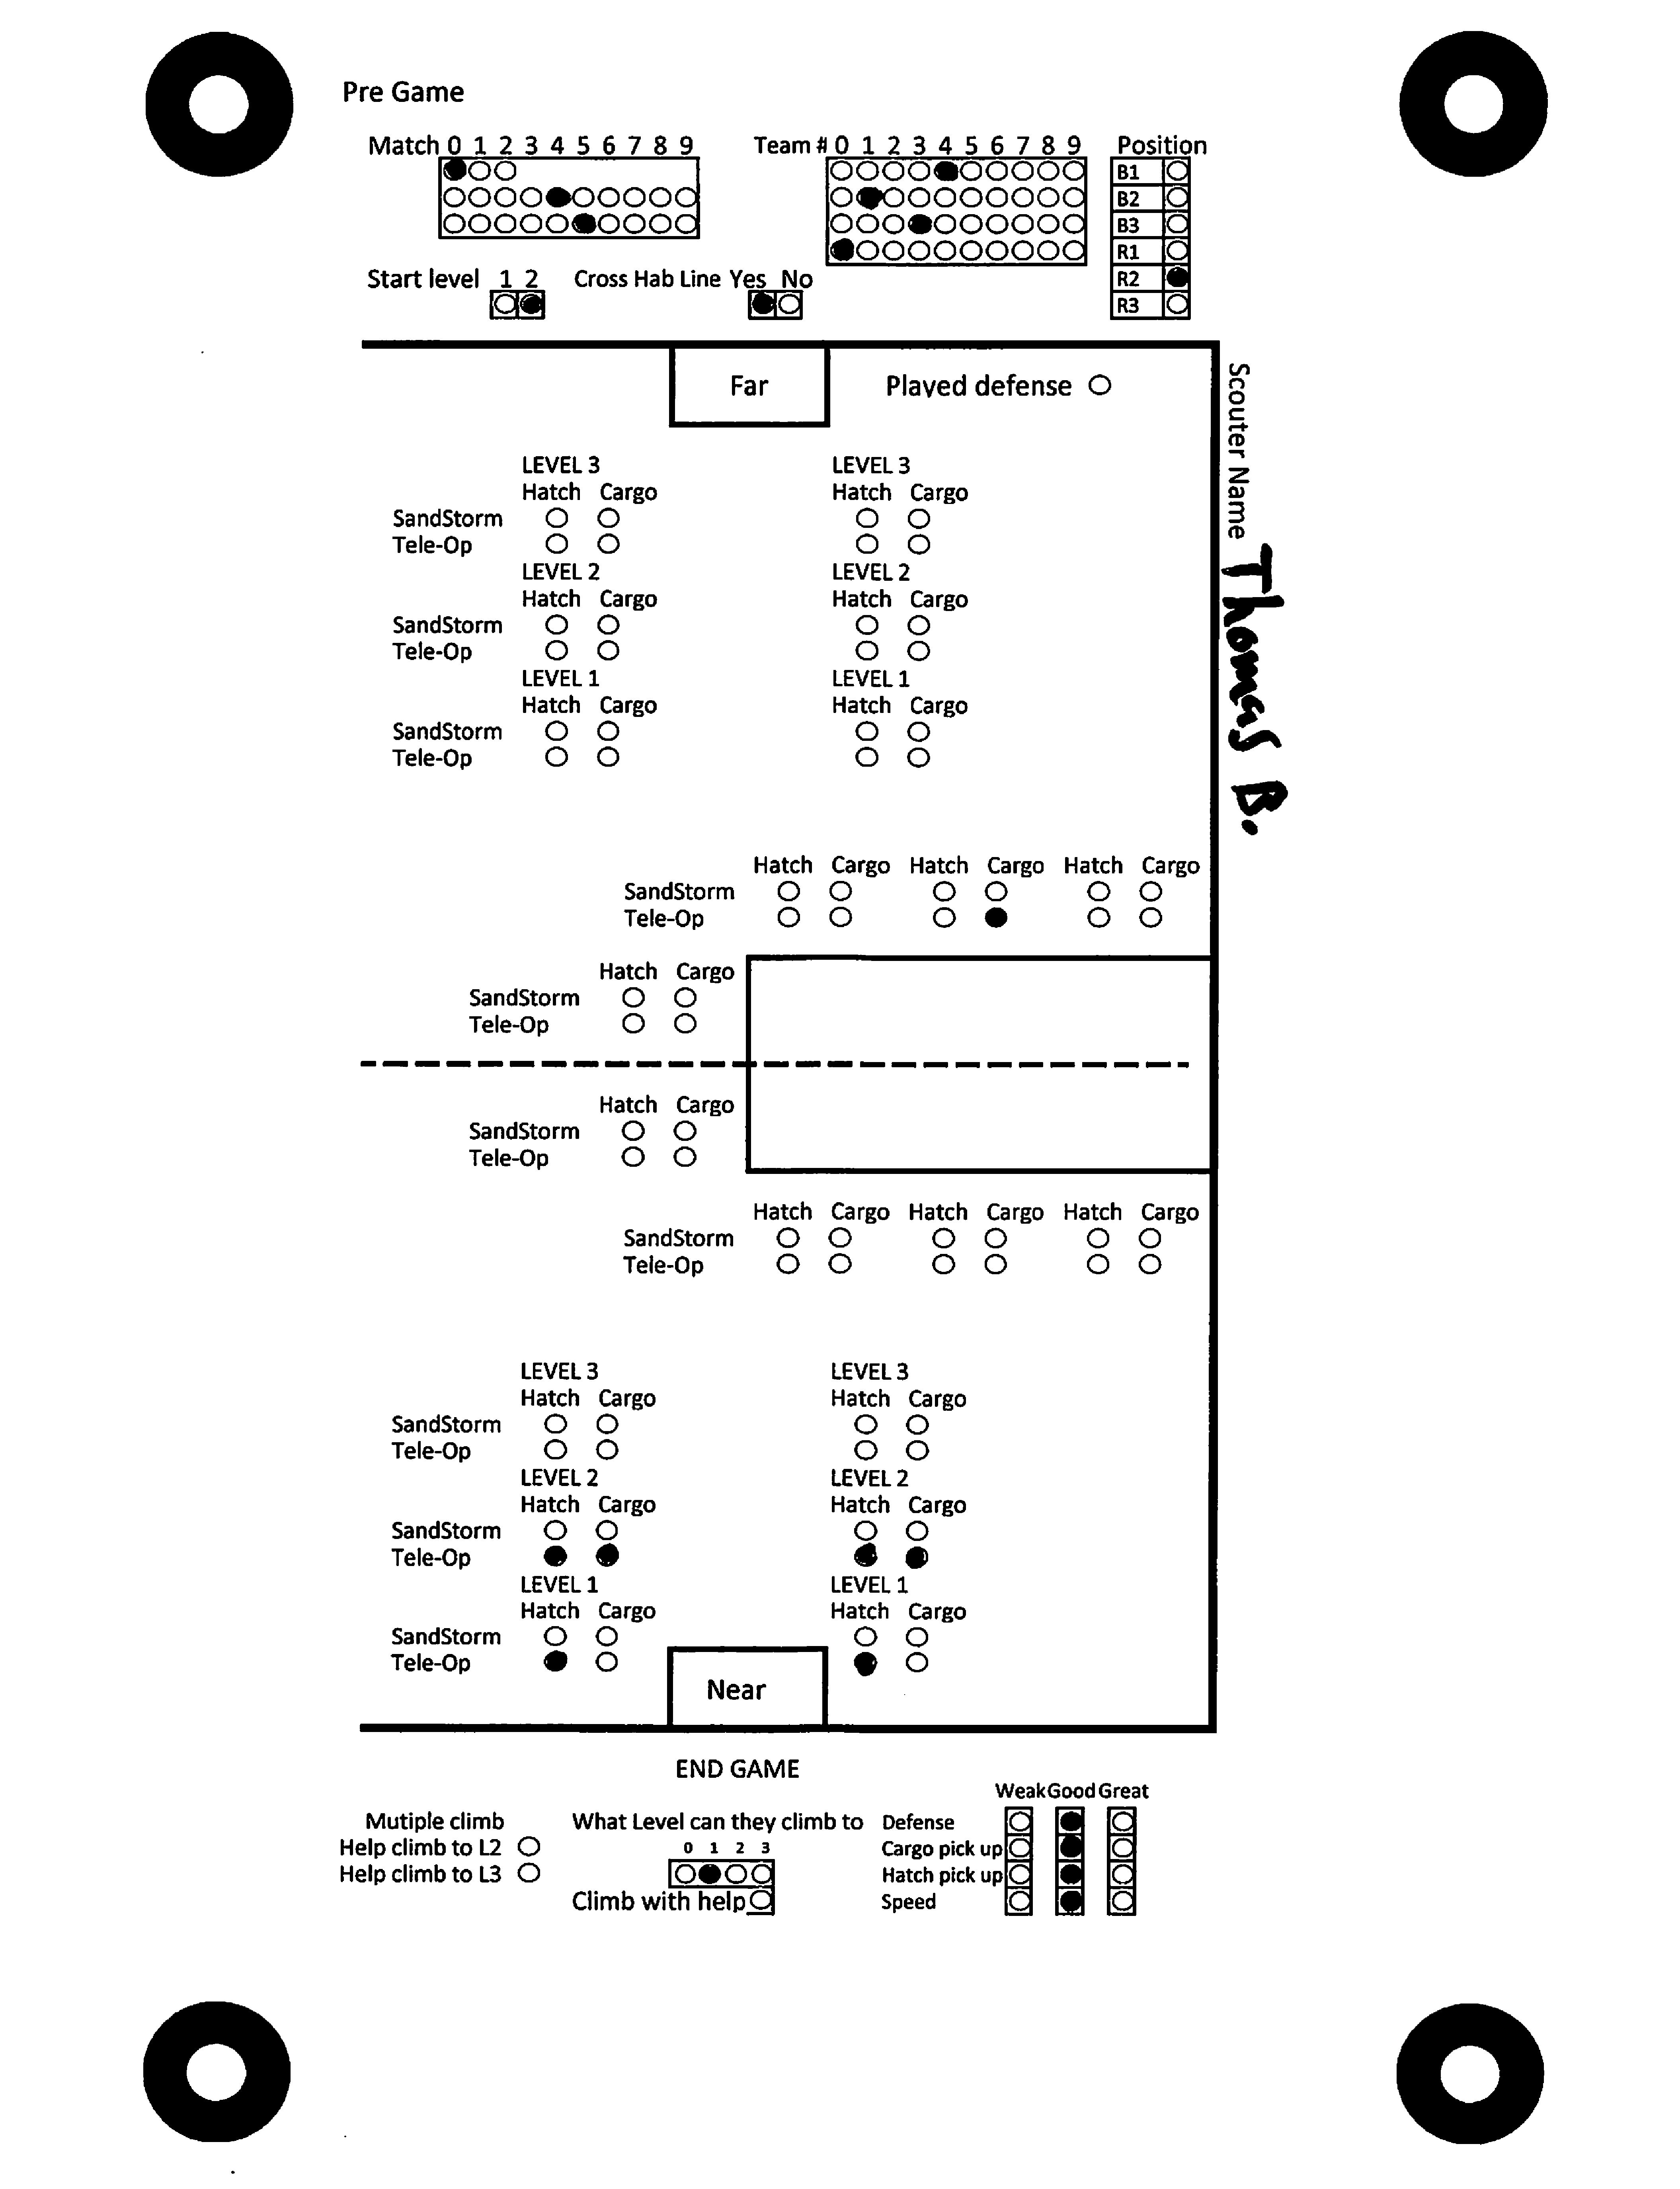 Pre Game
Match 0 1 2 3 4 5 6 7 8 9
Team # 0 1 2 3 4 5 6 7 8 9
Position
B1
B2
B3
R1
R2
R3
Start level 1 2
Cross Hab Line Yes No
Far
Played defense
Scouter Name Thomas B.
LEVEL 3 LEVEL 3
Hatch Cargo Hatch Cargo
SandStorm
Tele-Op
LEVEL 2 LEVEL 2
Hatch Cargo Hatch Cargo
SandStorm
Tele-Op
LEVEL 1 LEVEL 1
Hatch Cargo Hatch Cargo
SandStorm
Tele-Op
Hatch Cargo Hatch Cargo Hatch Cargo
SandStorm
Tele-Op
Hatch Cargo
SandStorm
Tele-Op
Hatch Cargo
SandStorm
Tele-Op
Hatch Cargo Hatch Cargo Hatch Cargo
SandStorm
Tele-Op
LEVEL 3 LEVEL 3
Hatch Cargo Hatch Cargo
SandStorm
Tele-Op
LEVEL 2 LEVEL 2
Hatch Cargo Hatch Cargo
SandStorm
Tele-Op
LEVEL 1 LEVEL 1
Hatch Cargo Hatch Cargo
SandStorm
Tele-Op
Near
END GAME
Mutiple climb
Help climb to L2
Help climb to L3
What Level can they climb to
0 1 2 3
Climb with help
Weak Good Great
Defense
Cargo pick up
Hatch pick up
Speed